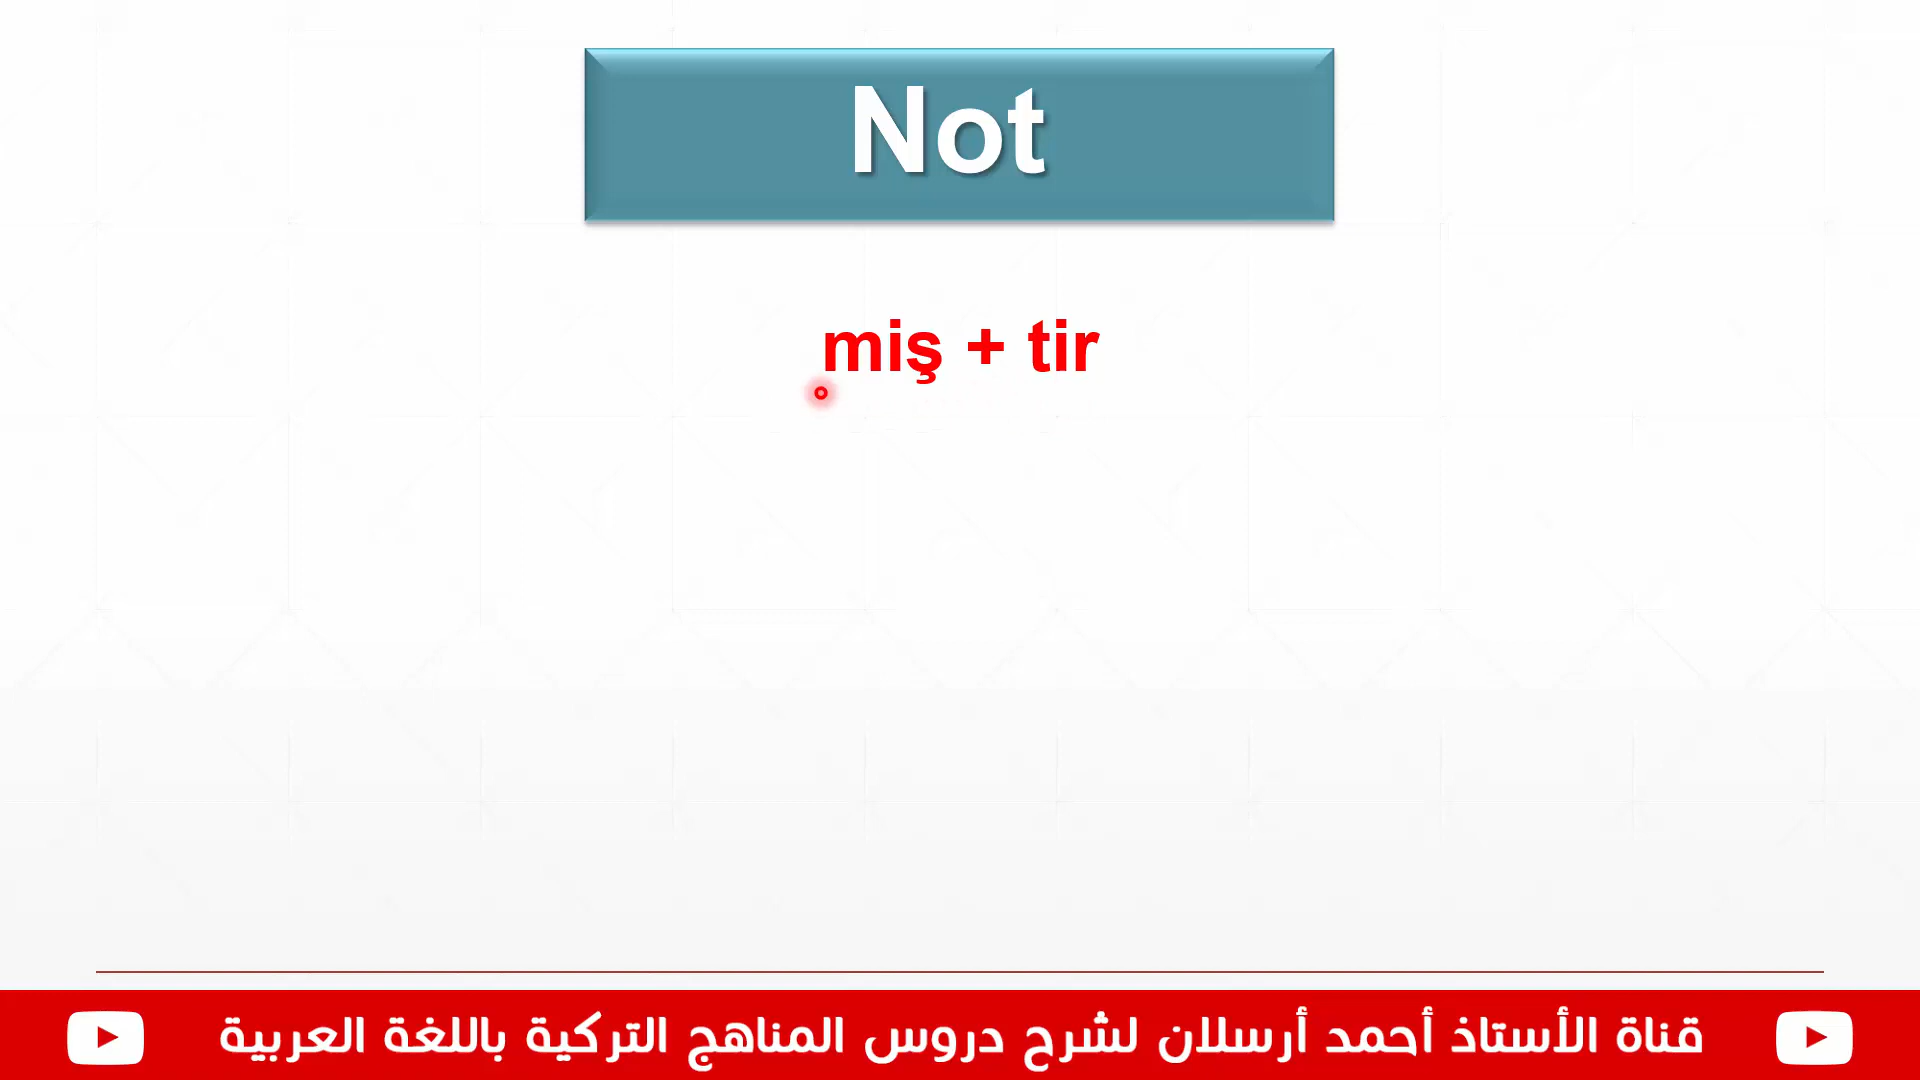 Not
miş + tir
قناة الأستاذ أحمد أرسلان لشرح دروس المناهج التركية باللغة العربية